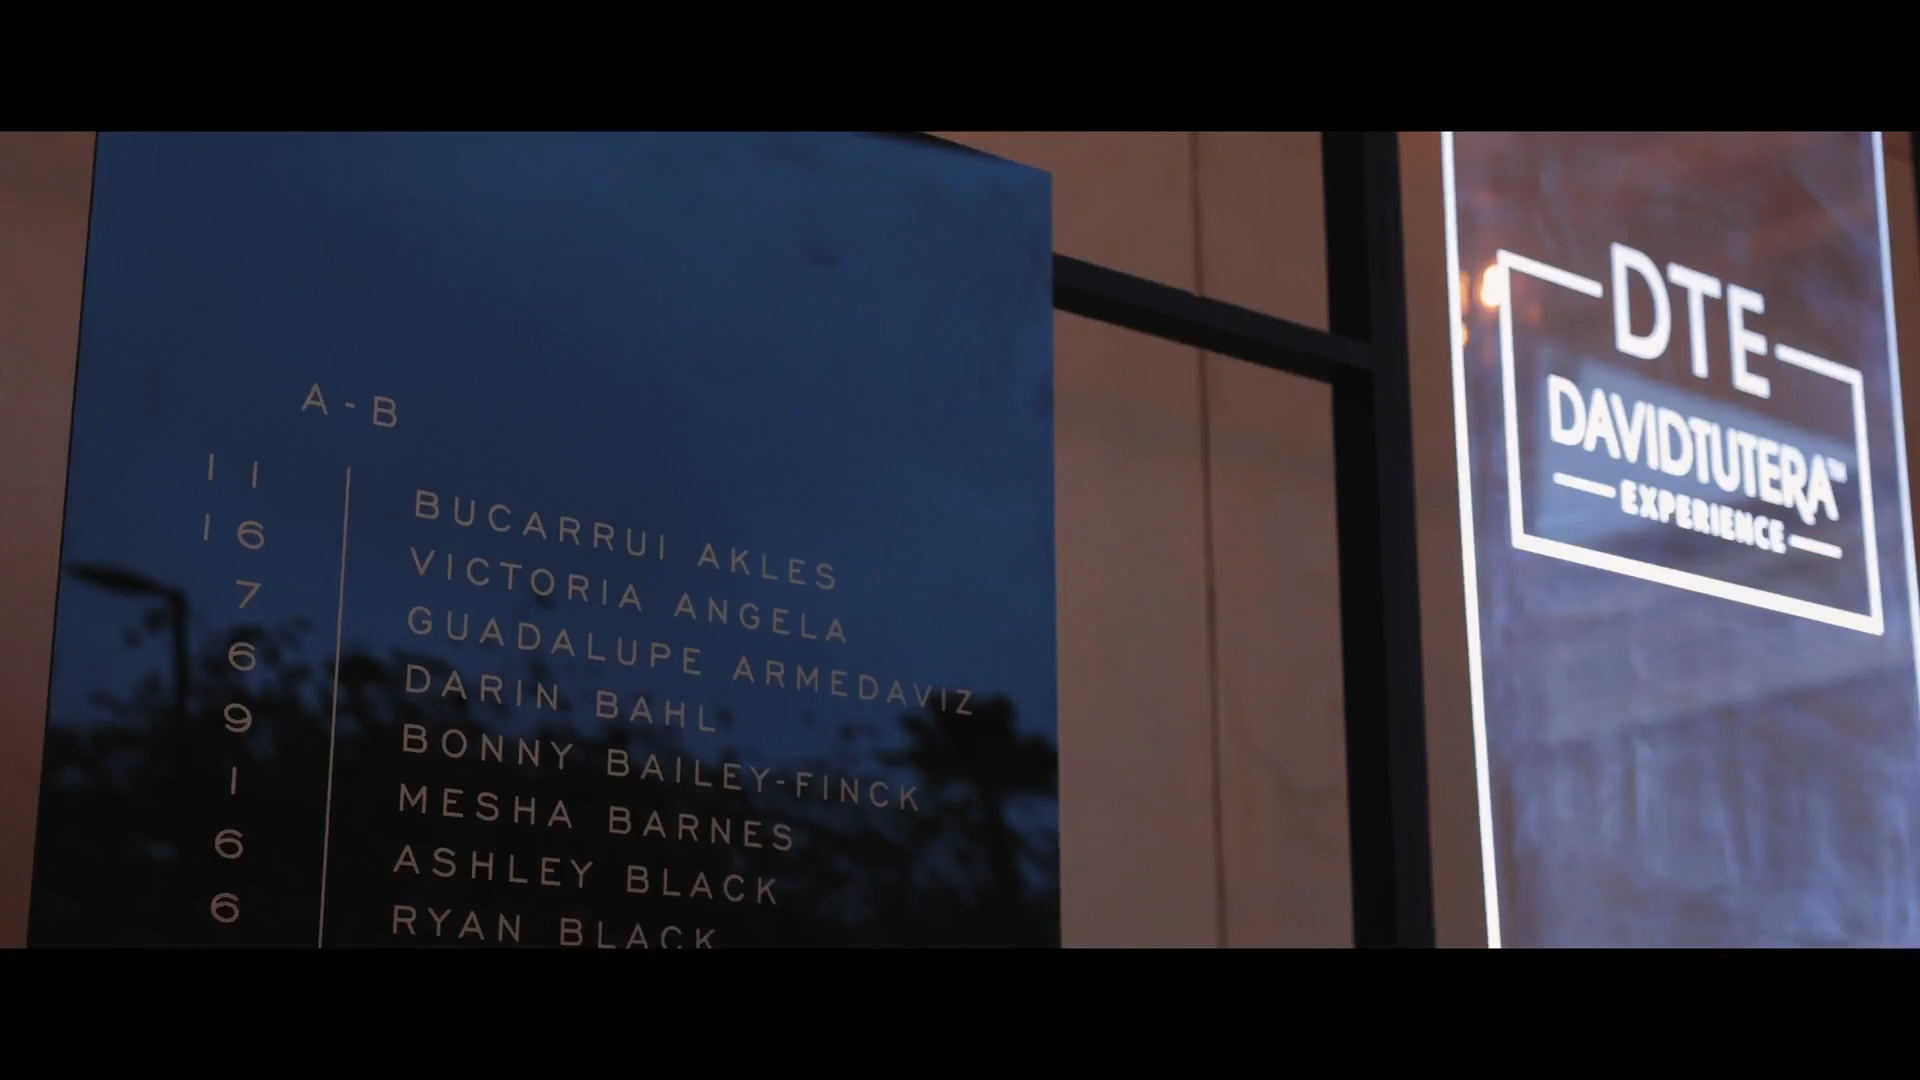 A-B
11 BUCARRUI AKLES
16 VICTORIA ANGELA
7 GUADALUPE ARMEDAVIZ
6 DARIN BAHL
9 BONNY BAILEY-FINCK
1 MESHA BARNES
6 ASHLEY BLACK
6 RYAN BLACK
DTE
DAVIDTUTERA™
EXPERIENCE